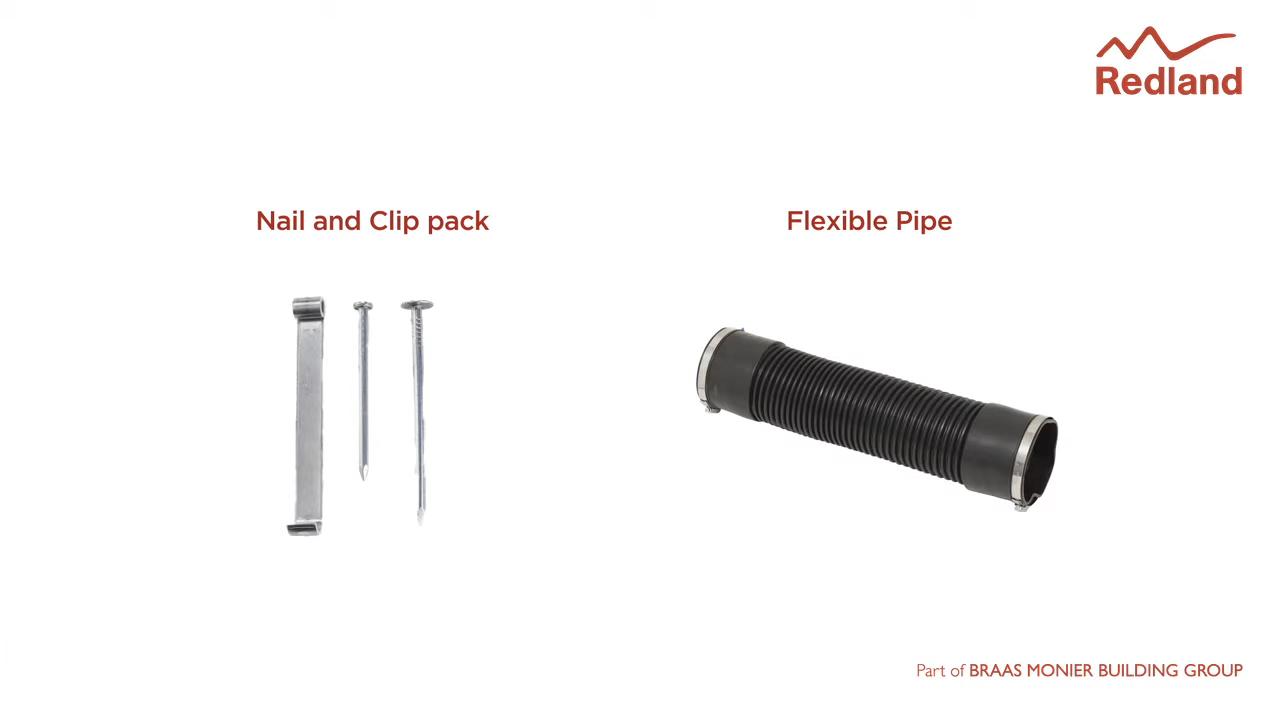 Redland
Nail and Clip pack
Flexible Pipe
Part of BRAAS MONIER BUILDING GROUP